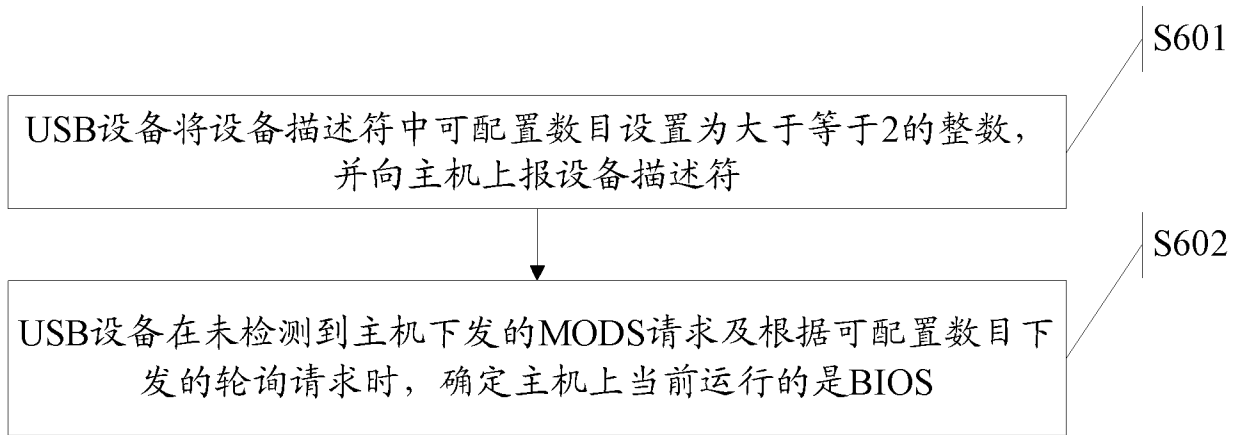 S601
USB设备将设备描述符中可配置数目设置为大于等于2的整数，
并向主机上报设备描述符
S602
USB设备在未检测到主机下发的MODS请求及根据可配置数目下
发的轮询请求时，确定主机上当前运行的是BIOS